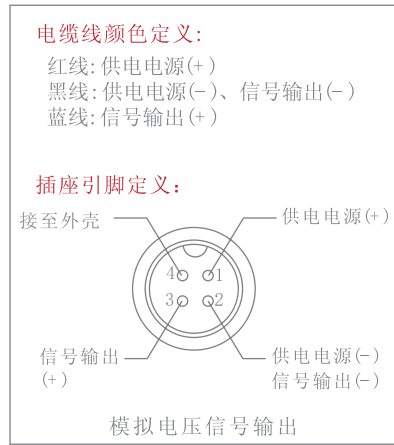 电缆线颜色定义:
红线:供电电源(+)
黑线:供电电源(-)、信号输出(-)
蓝线:信号输出(+)
插座引脚定义:
接至外壳
供电电源(+)
4 1
3 2
信号输出
(+)
供电电源(-)
信号输出(-)
模拟电压信号输出